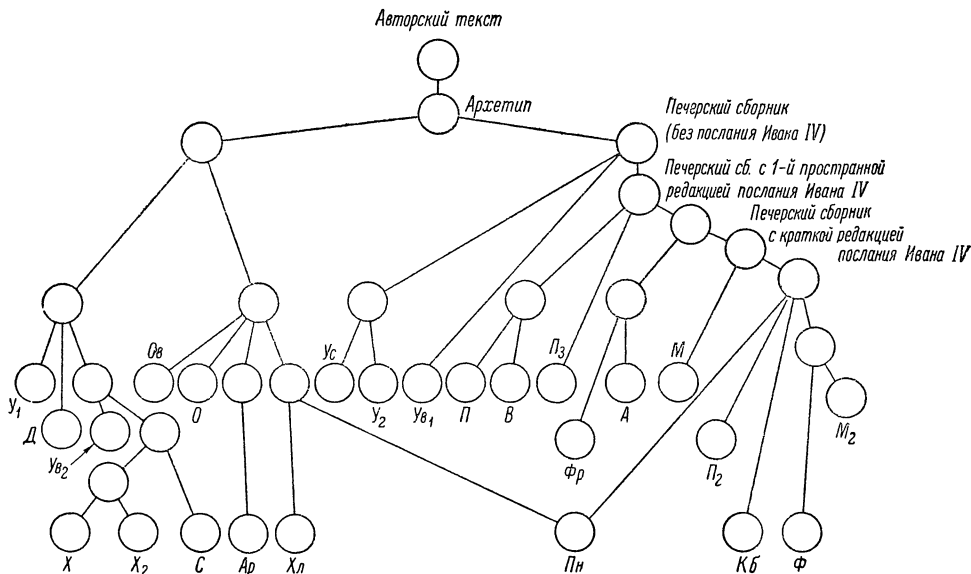 Авторский текст
Архетип
Печерский сборник
(без послания Ивана IV)
Печерский сб. с 1-й пространной
редакцией послания Ивана IV
Печерский сборник
с краткой редакцией
послания Ивана IV
Ов
О
Ус
У2
Ув1
П
В
П3
А
М
У1
Д
Ув2
Фр
П2
М2
Х
Х2
С
Ар
Хл
Пн
Кб
Ф